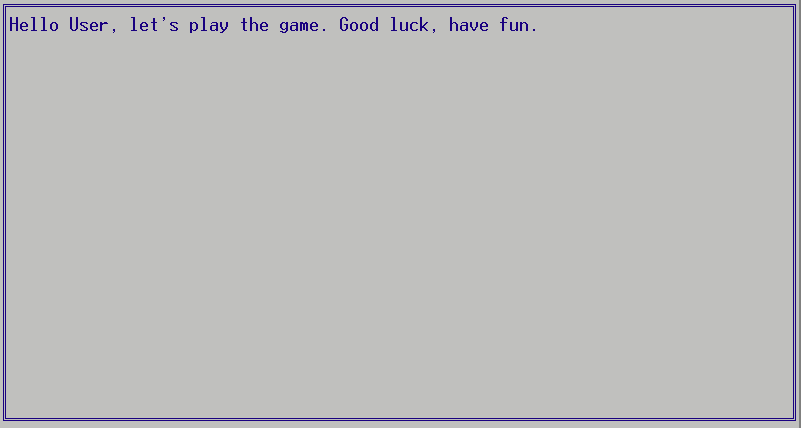 Hello User, let's play the game. Good luck, have fun.